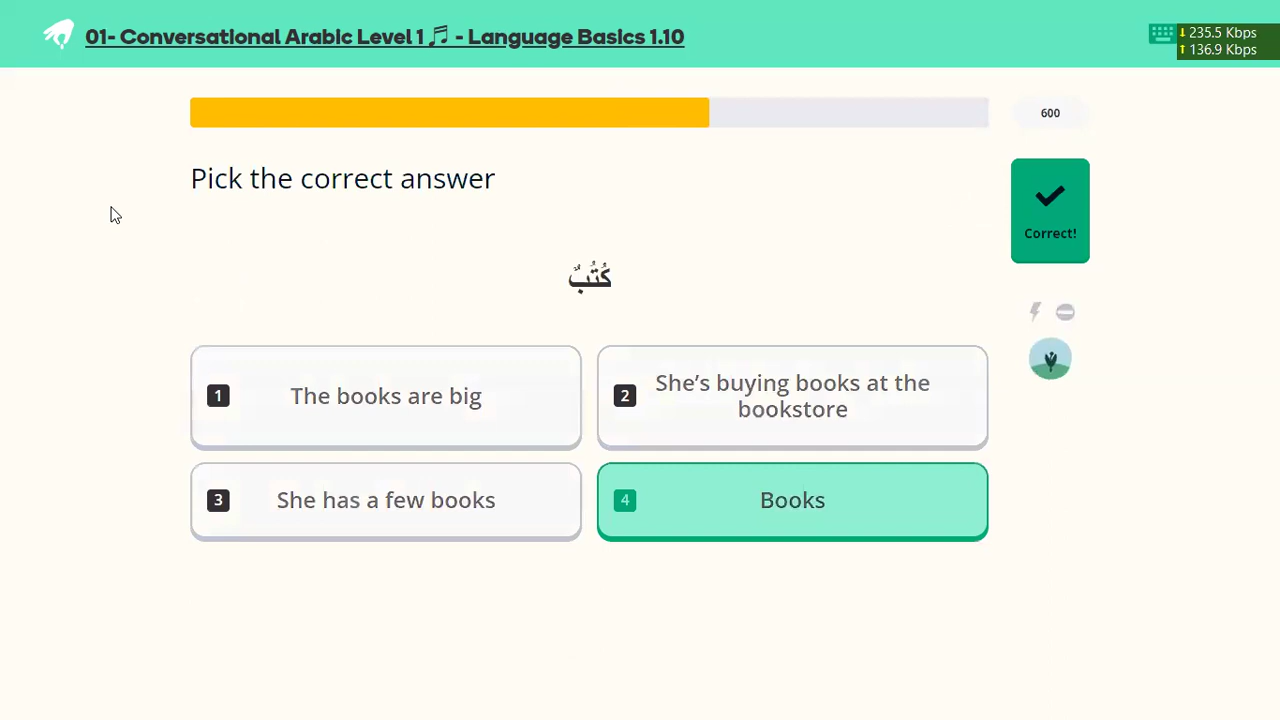 01- Conversational Arabic Level 1 🎵 - Language Basics 1.10
↓ 235.5 Kbps
↑ 136.9 Kbps
600
Pick the correct answer
Correct!
كُتُبٌ
1 The books are big
2 She’s buying books at the
bookstore
3 She has a few books
4 Books